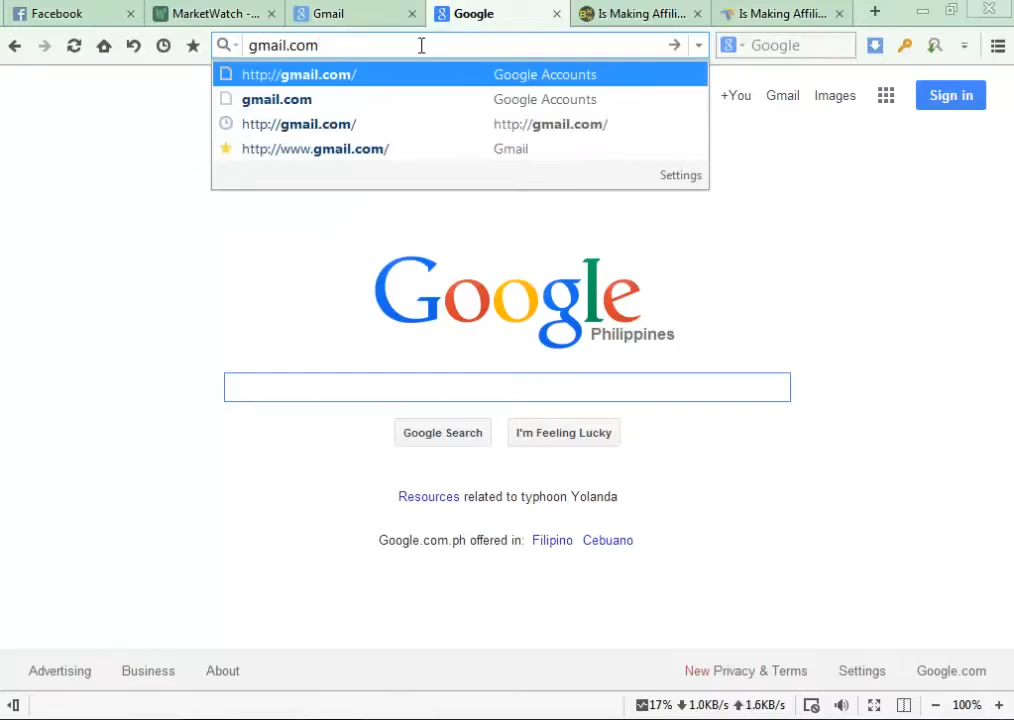 Facebook
MarketWatch - ...
Gmail
Google
Is Making Affili...
Is Making Affili...
gmail.com
Google
http://gmail.com/ Google Accounts
gmail.com Google Accounts
http://gmail.com/ http://gmail.com/
http://www.gmail.com/ Gmail
Settings
+You Gmail Images Sign in
Google
Philippines
Google Search I'm Feeling Lucky
Resources related to typhoon Yolanda
Google.com.ph offered in: Filipino Cebuano
Advertising Business About New Privacy & Terms Settings Google.com
17% 1.0KB/s 1.6KB/s 100%